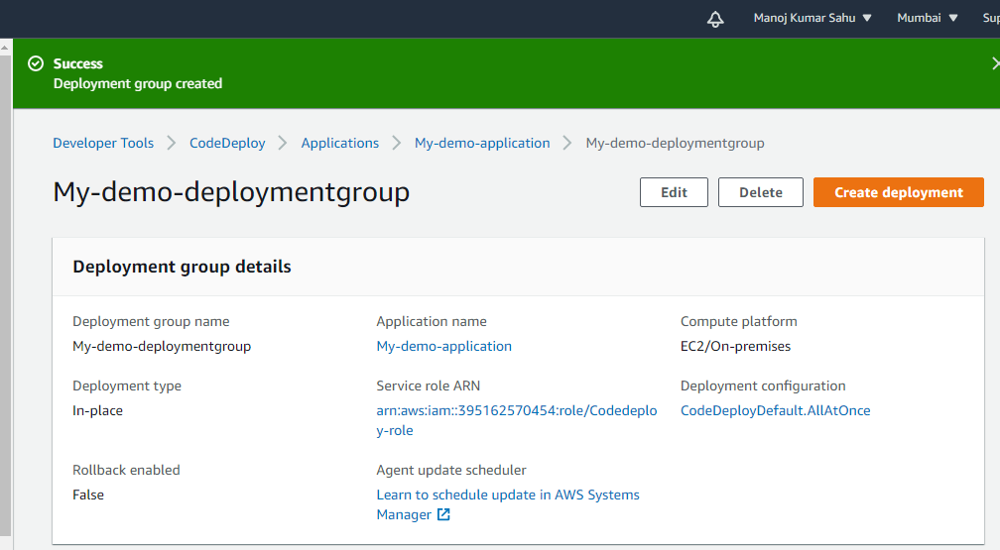 Manoj Kumar Sahu Mumbai Sup
Success
Deployment group created
Developer Tools CodeDeploy Applications My-demo-application My-demo-deploymentgroup
My-demo-deploymentgroup Edit Delete Create deployment
Deployment group details
Deployment group name Application name Compute platform
My-demo-deploymentgroup My-demo-application EC2/On-premises
Deployment type Service role ARN Deployment configuration
In-place arn:aws:iam::395162570454:role/Codedeplo CodeDeployDefault.AllAtOnce
y-role
Rollback enabled Agent update scheduler
False Learn to schedule update in AWS Systems
Manager